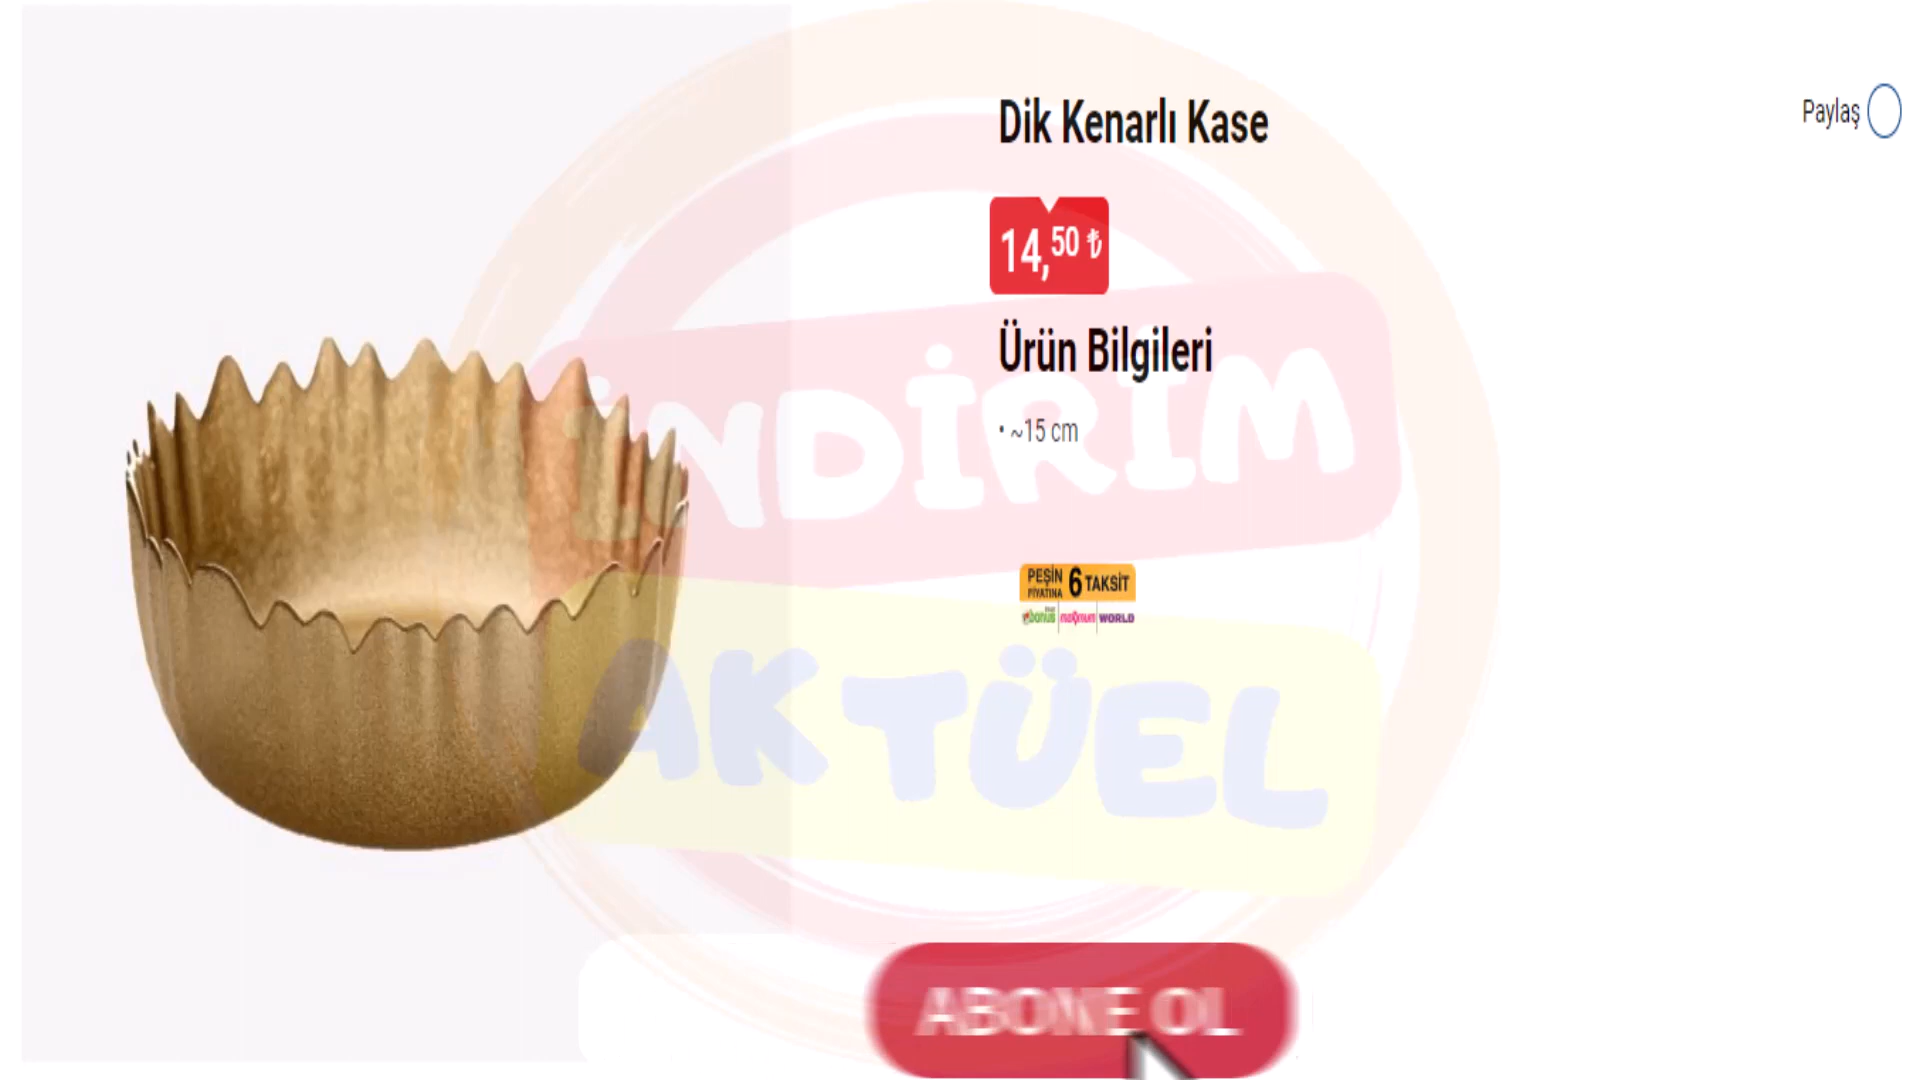 Dik Kenarlı Kase
Paylaş
14,50 ₺
Ürün Bilgileri
• ~15 cm
İNDİRİM
PEŞİN FİYATINA 6 TAKSİT
bonus maximum WORLD
AKTÜEL
ABONE OL